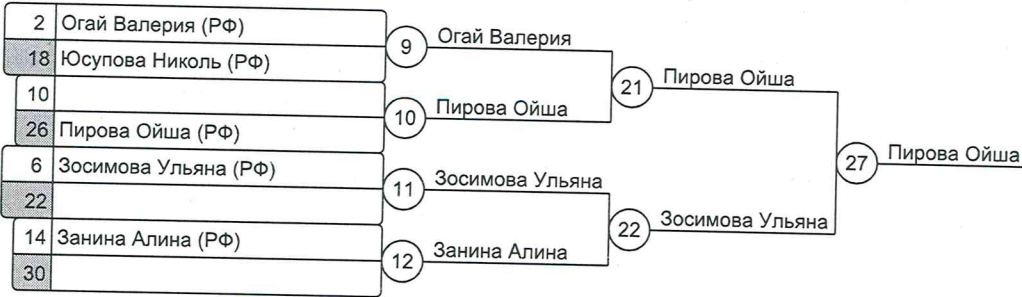 2 Огай Валерия (РФ)
18 Юсупова Николь (РФ)
10
26 Пирова Ойша (РФ)
6 Зосимова Ульяна (РФ)
22
14 Занина Алина (РФ)
30
9 Огай Валерия
10 Пирова Ойша
11 Зосимова Ульяна
12 Занина Алина
21 Пирова Ойша
22 Зосимова Ульяна
27 Пирова Ойша